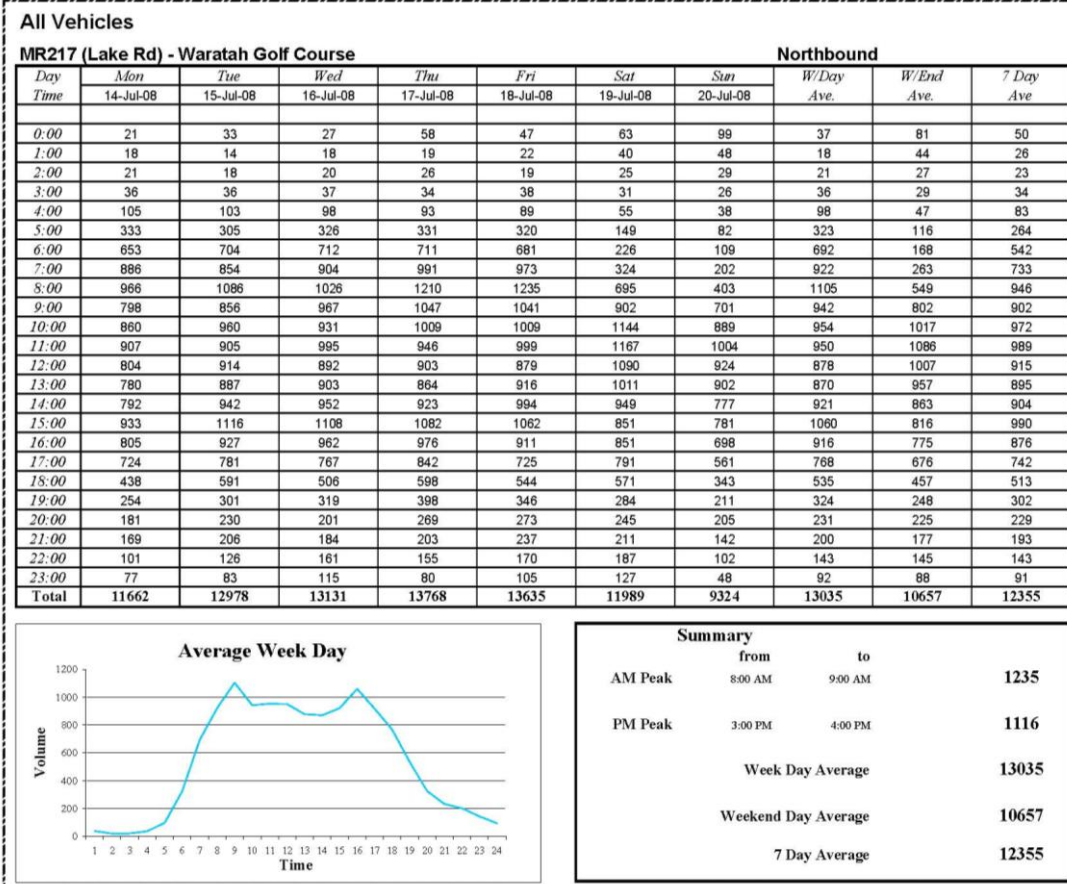 All Vehicles
MR217 (Lake Rd) - Waratah Golf Course Northbound
Day Mon Tue Wed Thu Fri Sat Sun W/Day W/End 7 Day
Time 14-Jul-08 15-Jul-08 16-Jul-08 17-Jul-08 18-Jul-08 19-Jul-08 20-Jul-08 Ave. Ave. Ave
0:00 21 33 27 58 47 63 99 37 81 50
1:00 18 14 18 19 22 40 48 18 44 26
2:00 21 18 20 26 19 25 29 21 27 23
3:00 36 36 37 34 38 31 26 36 29 34
4:00 105 103 98 93 89 55 38 98 47 83
5:00 333 305 326 331 320 149 82 323 116 264
6:00 653 704 712 711 681 226 109 692 168 542
7:00 886 854 904 991 973 324 202 922 263 733
8:00 966 1086 1026 1210 1235 695 403 1105 549 946
9:00 798 856 967 1047 1041 902 701 942 802 902
10:00 860 960 931 1009 1009 1144 889 954 1017 972
11:00 907 905 995 946 999 1167 1004 950 1086 989
12:00 804 914 892 903 879 1090 924 878 1007 915
13:00 780 887 903 864 916 1011 902 870 957 895
14:00 792 942 952 923 994 949 777 921 863 904
15:00 933 1116 1108 1082 1062 851 781 1060 816 990
16:00 805 927 962 976 911 851 698 916 775 876
17:00 724 781 767 842 725 791 561 768 676 742
18:00 438 591 506 598 544 571 343 535 457 513
19:00 254 301 319 398 346 284 211 324 248 302
20:00 181 230 201 269 273 245 205 231 225 229
21:00 169 206 184 203 237 211 142 200 177 193
22:00 101 126 161 155 170 187 102 143 145 143
23:00 77 83 115 80 105 127 48 92 88 91
Total 11662 12978 13131 13768 13635 11989 9324 13035 10657 12355
Average Week Day
1200
1000
800
600
400
200
0
Volume
1 2 3 4 5 6 7 8 9 10 11 12 13 14 15 16 17 18 19 20 21 22 23 24
Time
Summary
from to
AM Peak 8:00 AM 9:00 AM 1235
PM Peak 3:00 PM 4:00 PM 1116
Week Day Average 13035
Weekend Day Average 10657
7 Day Average 12355